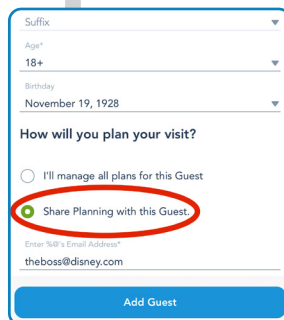 Suffix
Age*
18+
Birthday
November 19, 1928
How will you plan your visit?
I'll manage all plans for this Guest
Share Planning with this Guest.
Enter %@'s Email Address*
theboss@disney.com
Add Guest